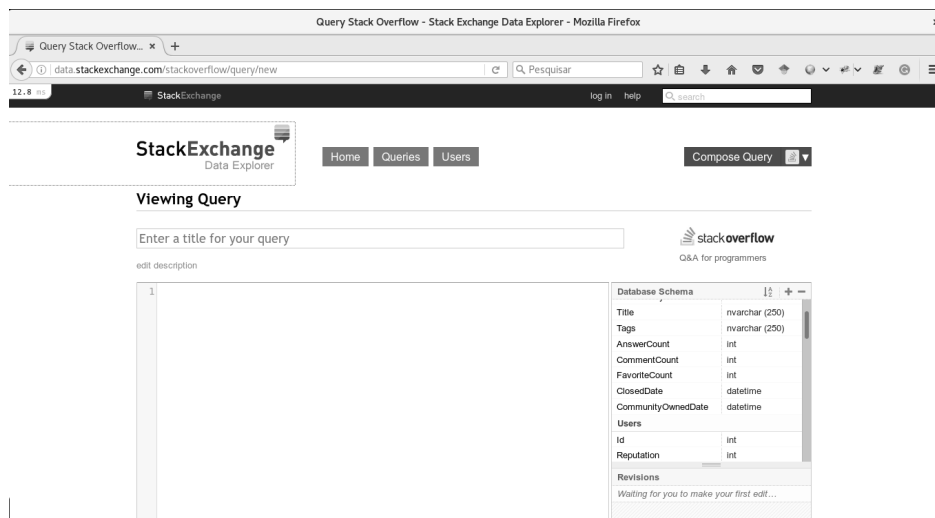 Query Stack Overflow - Stack Exchange Data Explorer - Mozilla Firefox
Query Stack Overflow...
data.stackexchange.com/stackoverflow/query/new
Pesquisar
12.8 ms
StackExchange
log in help search
StackExchange
Data Explorer
Home Queries Users
Compose Query
Viewing Query
Enter a title for your query
stackoverflow
Q&A for programmers
edit description
1
Database Schema
Title nvarchar (250)
Tags nvarchar (250)
AnswerCount int
CommentCount int
FavoriteCount int
ClosedDate datetime
CommunityOwnedDate datetime
Users
Id int
Reputation int
Revisions
Waiting for you to make your first edit...